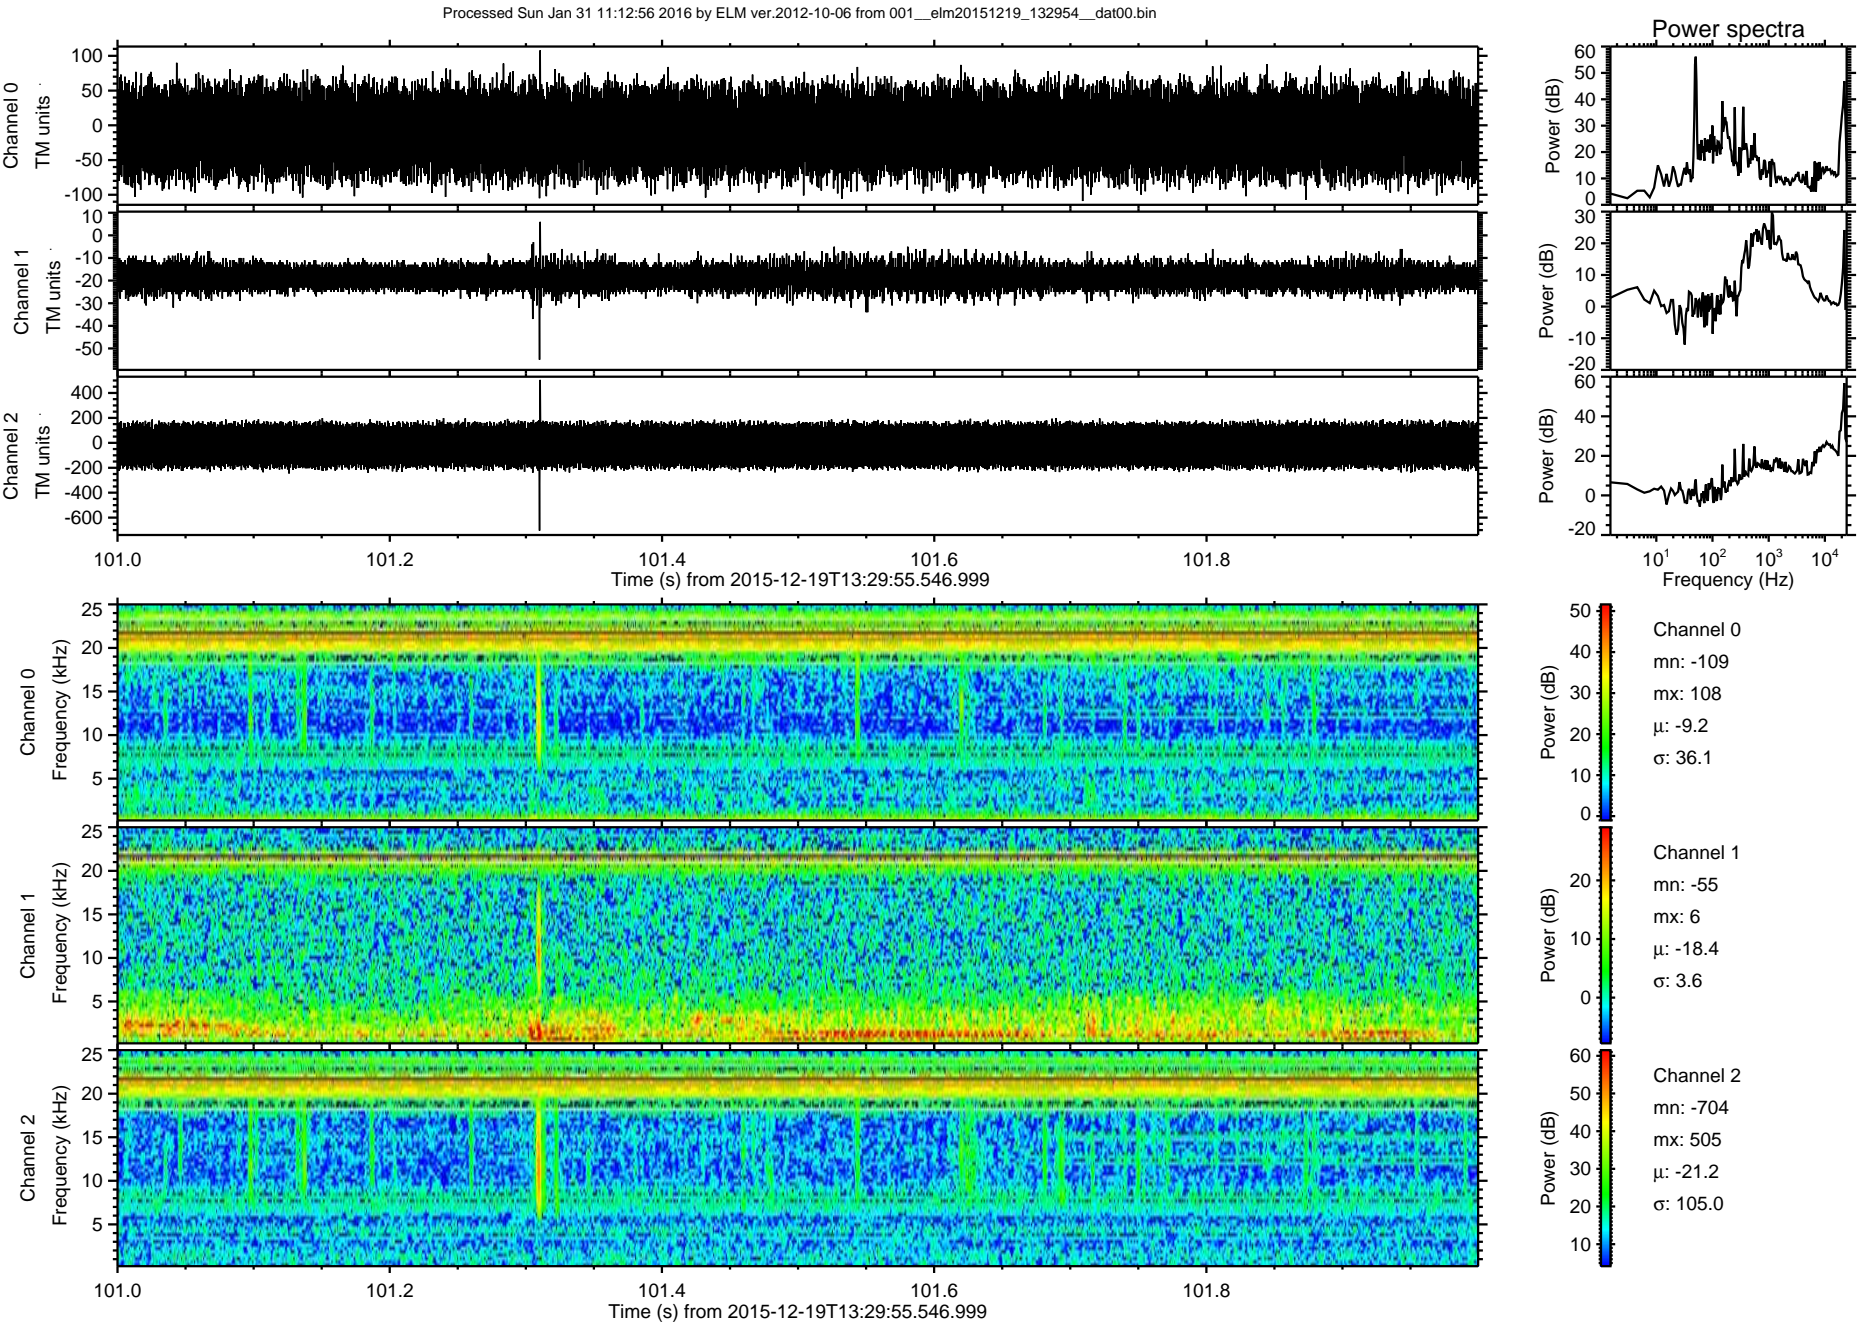 Processed Sun Jan 31 11:12:56 2016 by ELM ver.2012-10-06 from 001__elm20151219_132954__dat00.bin
Power spectra
Channel 0
TM units
100
50
0
-50
-100
Power (dB)
60
50
40
30
20
10
0
Channel 1
TM units
10
0
-10
-20
-30
-40
-50
Power (dB)
30
20
10
0
-10
-20
Channel 2
TM units
400
200
0
-200
-400
-600
Power (dB)
60
40
20
0
-20
101.0 101.2 101.4 101.6 101.8
Time (s) from 2015-12-19T13:29:55.546.999
10¹ 10² 10³ 10⁴
Frequency (Hz)
Channel 0
Frequency (kHz)
25
20
15
10
5
Power (dB)
50
40
30
20
10
0
Channel 0
mn: -109
mx: 108
μ: -9.2
σ: 36.1
Channel 1
Frequency (kHz)
25
20
15
10
5
Power (dB)
20
10
0
Channel 1
mn: -55
mx: 6
μ: -18.4
σ: 3.6
Channel 2
Frequency (kHz)
25
20
15
10
5
Power (dB)
60
50
40
30
20
10
Channel 2
mn: -704
mx: 505
μ: -21.2
σ: 105.0
101.0 101.2 101.4 101.6 101.8
Time (s) from 2015-12-19T13:29:55.546.999